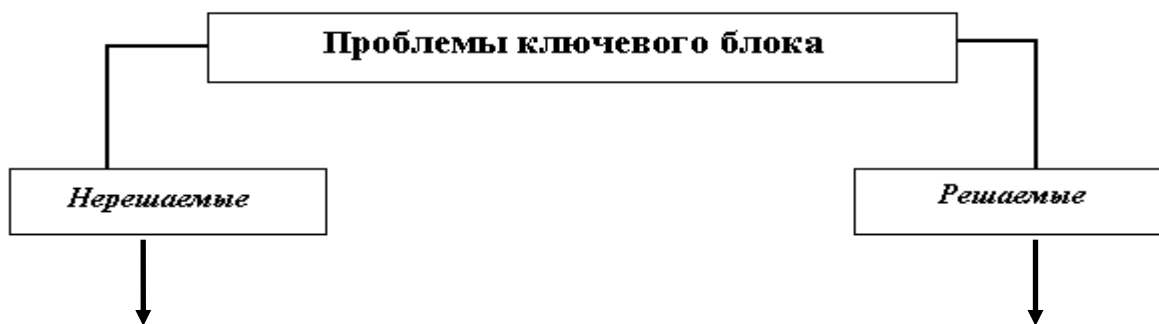 Проблемы ключевого блока
Нерешаемые
Решаемые